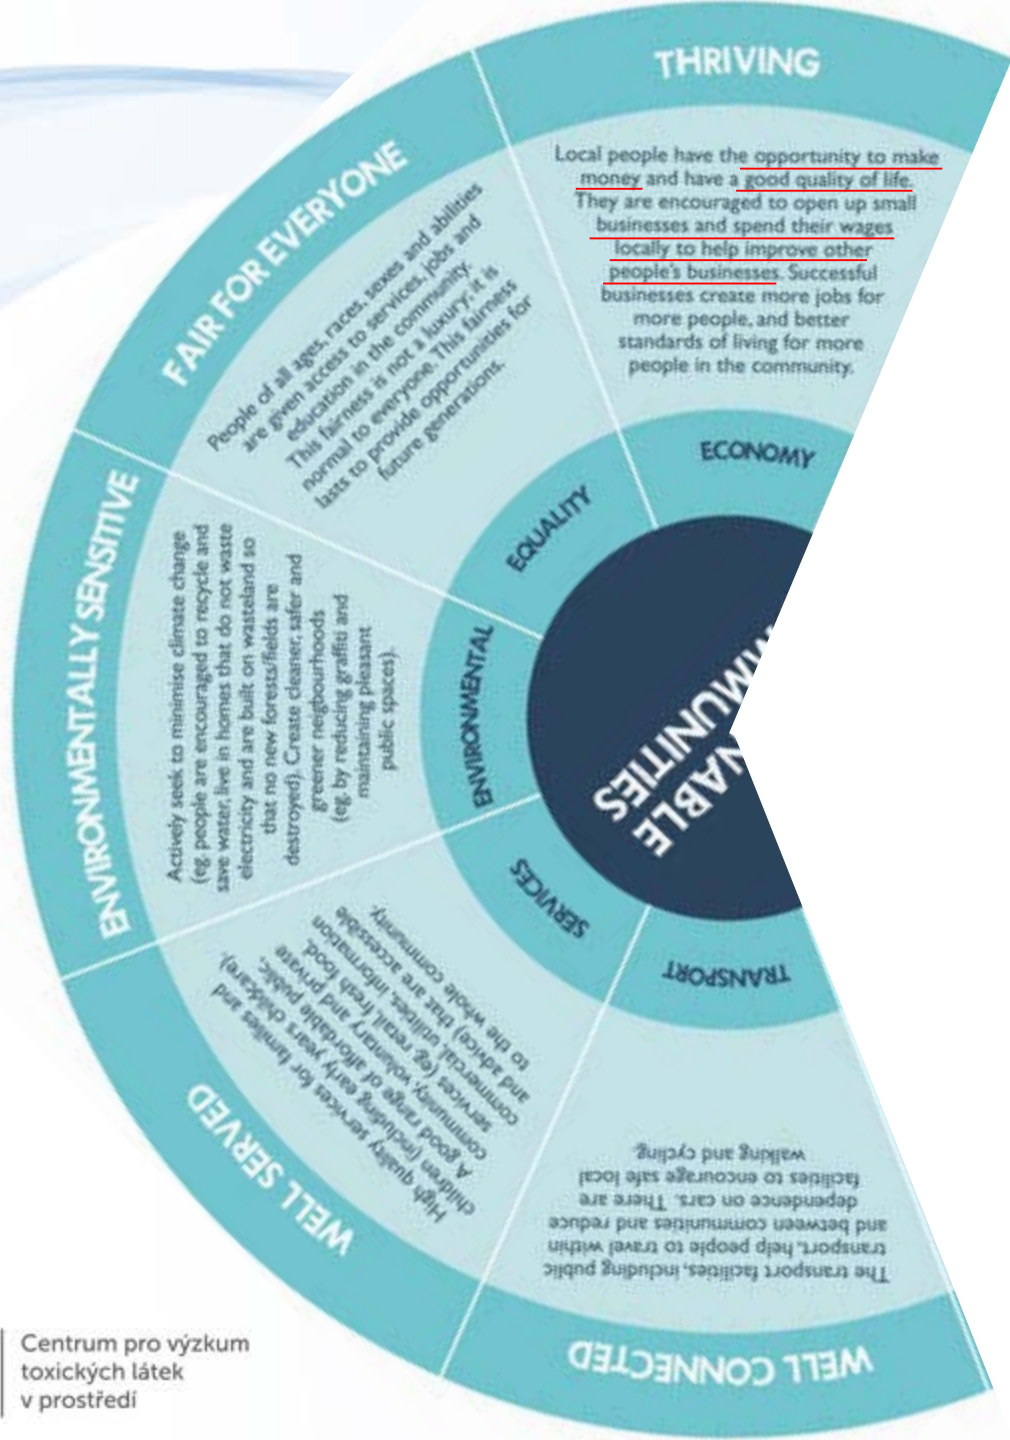 THRIVING
Local people have the opportunity to make
money and have a good quality of life.
They are encouraged to open up small
businesses and spend their wages
locally to help improve other
people's businesses. Successful
businesses create more jobs for
more people, and better
standards of living for more
people in the community.
ECONOMY
FAIR FOR EVERYONE
People of all ages, races, sexes and abilities
are given access to services, jobs and
education in the community.
This fairness is not a luxury, it is
normal to everyone. This fairness
lasts to provide opportunities for
future generations.
EQUALITY
ENVIRONMENTALLY SENSITIVE
Actively seek to minimise climate change
(eg. people are encouraged to recycle and
save water, live in homes that do not waste
electricity and are built on wasteland so
that no new forests/fields are
destroyed). Create cleaner, safer and
greener neigbourhoods
(eg. by reducing graffiti and
maintaining pleasant
public spaces).
ENVIRONMENTAL
WELL SERVED
High quality services for families and
children (including early years childcare).
A good range of affordable public,
community, voluntary and private
services (eg. retail, fresh food,
commercial, utilities, information
and advice) that are accessible
to the whole community.
SERVICES
WELL CONNECTED
The transport facilities, including public
transport, help people to travel within
and between communities and reduce
dependence on cars. There are
facilities to encourage safe local
walking and cycling.
TRANSPORT
NABLE
MMUNITIES
Centrum pro výzkum
toxických látek
v prostředí